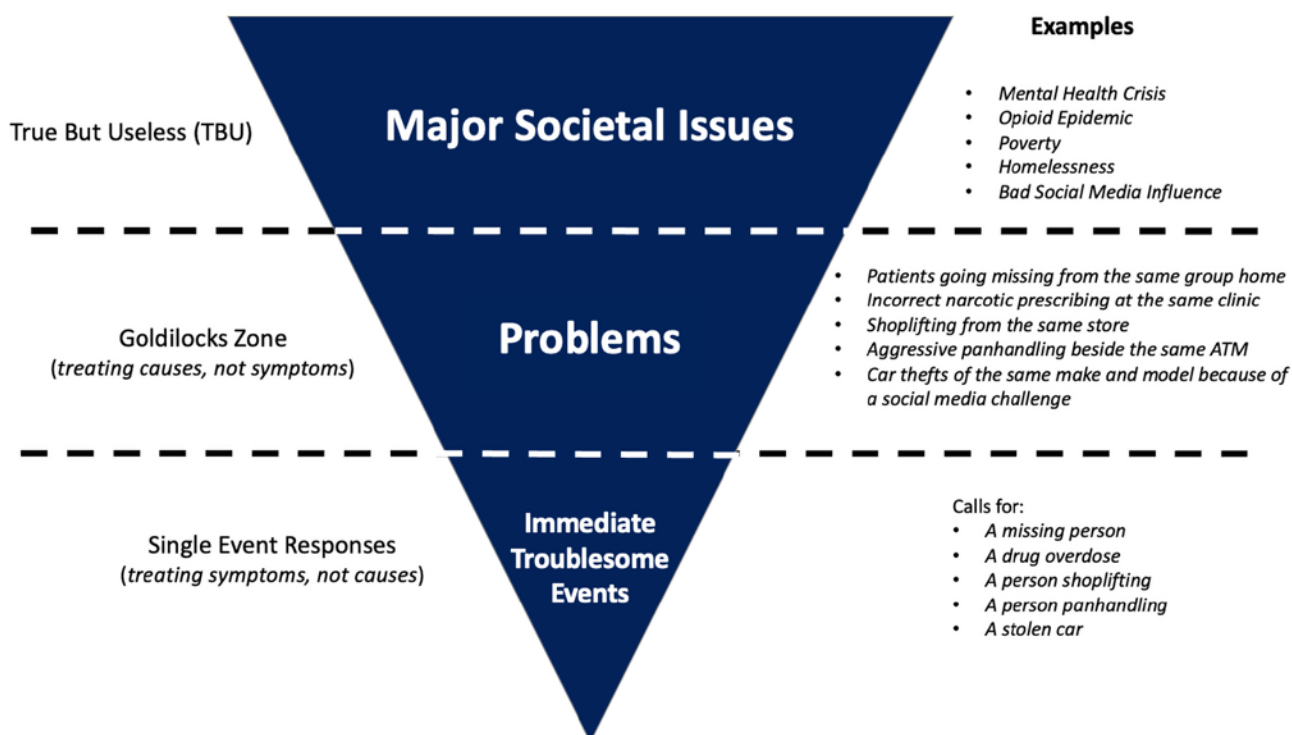 Examples
True But Useless (TBU)
Major Societal Issues
• Mental Health Crisis
• Opioid Epidemic
• Poverty
• Homelessness
• Bad Social Media Influence
Goldilocks Zone
(treating causes, not symptoms)
Problems
• Patients going missing from the same group home
• Incorrect narcotic prescribing at the same clinic
• Shoplifting from the same store
• Aggressive panhandling beside the same ATM
• Car thefts of the same make and model because of
a social media challenge
Single Event Responses
(treating symptoms, not causes)
Immediate
Troublesome
Events
Calls for:
• A missing person
• A drug overdose
• A person shoplifting
• A person panhandling
• A stolen car